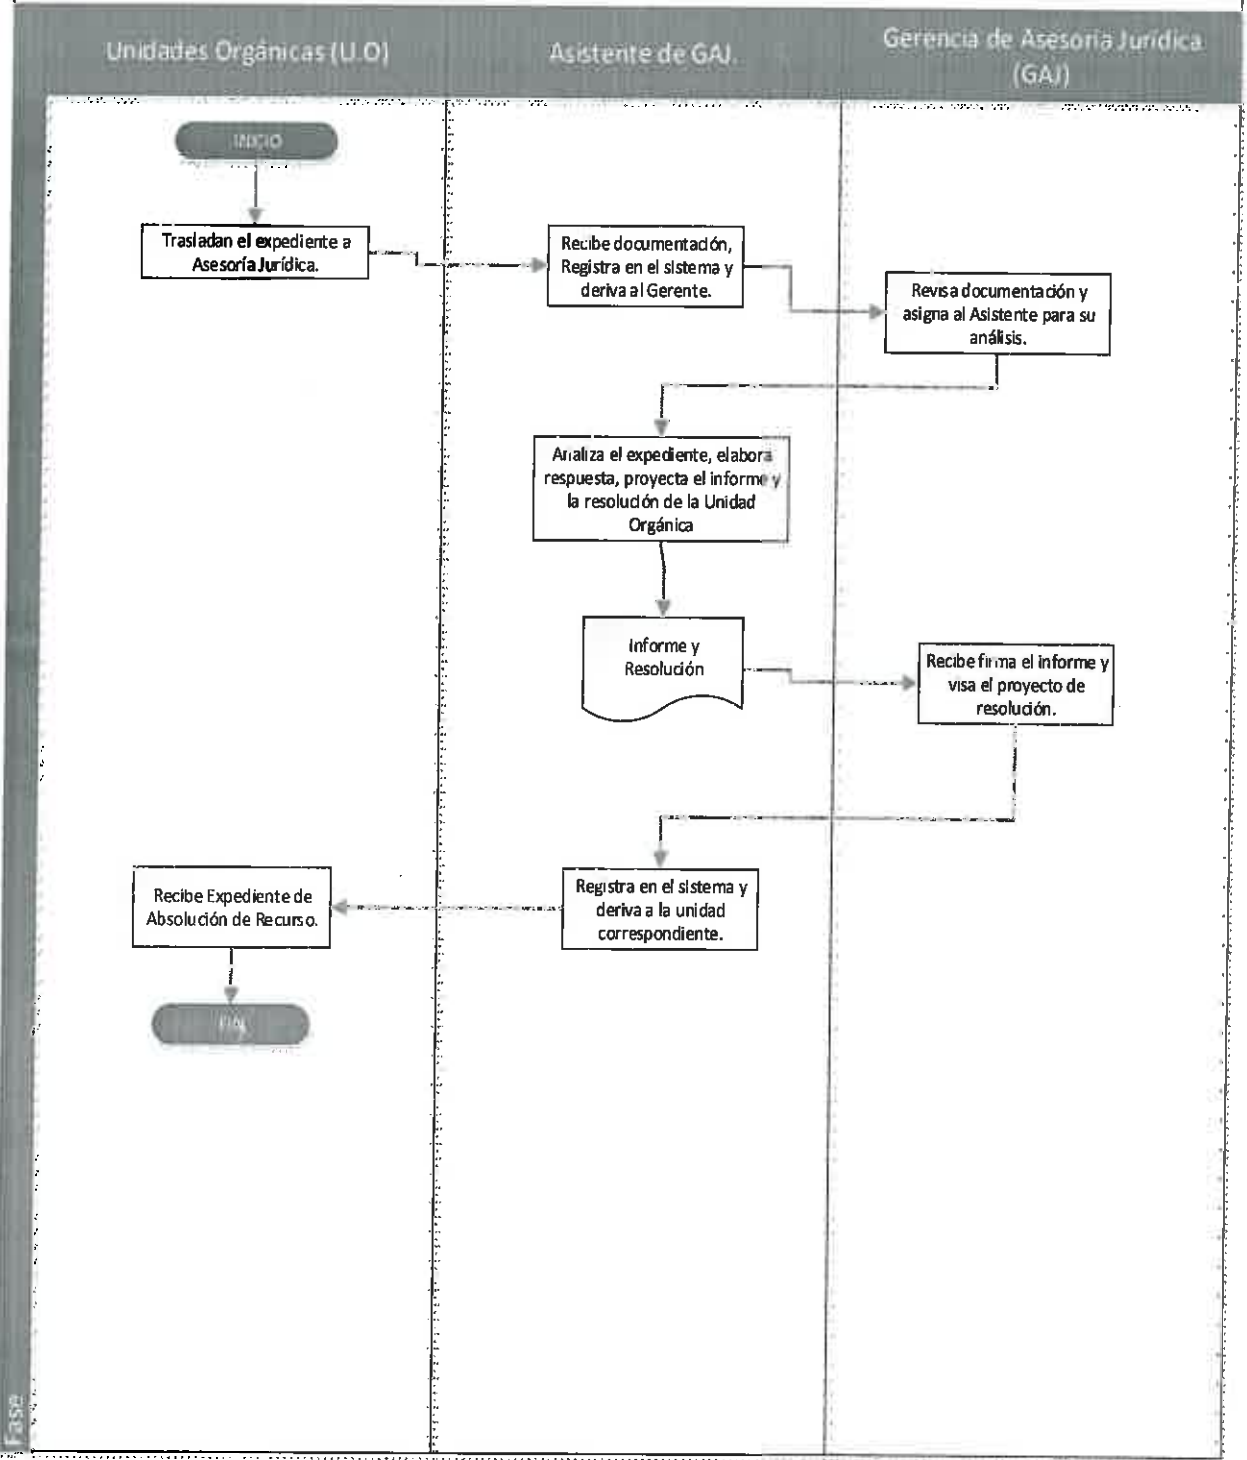 Unidades Orgánicas (U.O)
Asistente de GAJ.
Gerencia de Asesoría Jurídica
(GAJ)
INICIO
Trasladan el expediente a
Asesoría Jurídica.
Recibe documentación,
Registra en el sistema y
deriva al Gerente.
Revisa documentación y
asigna al Asistente para su
análisis.
Analiza el expediente, elabora
respuesta, proyecta el informe y
la resolución de la Unidad
Orgánica
Informe y
Resolución
Recibe firma el informe y
visa el proyecto de
resolución.
Registra en el sistema y
deriva a la unidad
correspondiente.
Recibe Expediente de
Absolución de Recurso.
FIN
Fase